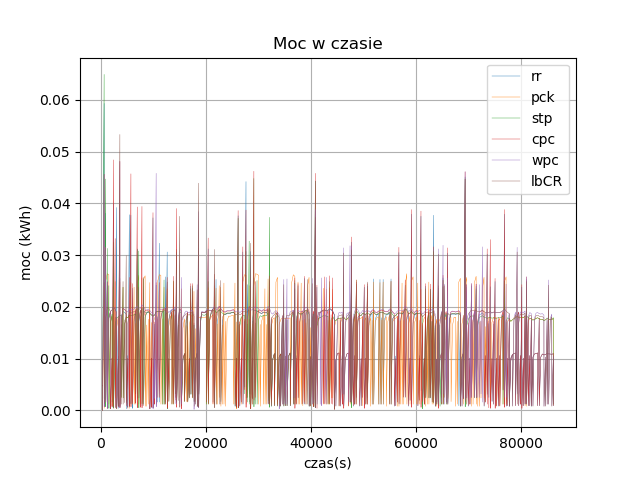 Moc w czasie
rr
pck
stp
cpc
wpc
lbCR
moc (kWh)
0.06
0.05
0.04
0.03
0.02
0.01
0.00
0
20000
40000
60000
80000
czas(s)